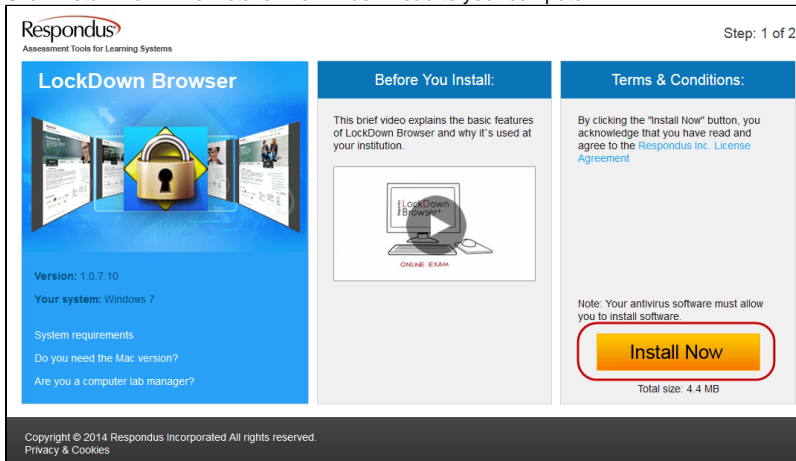 Respondus
Assessment Tools for Learning Systems
Step: 1 of 2
LockDown Browser
Version: 1.0.7.10
Your system: Windows 7
System requirements
Do you need the Mac version?
Are you a computer lab manager?
Before You Install:
This brief video explains the basic features
of LockDown Browser and why it`s used at
your institution.
LockDown
Browser
ONLINE EXAM
Terms & Conditions:
By clicking the "Install Now" button, you
acknowledge that you have read and
agree to the Respondus Inc. License
Agreement
Note: Your antivirus software must allow
you to install software.
Install Now
Total size: 4.4 MB
Copyright © 2014 Respondus Incorporated All rights reserved.
Privacy & Cookies